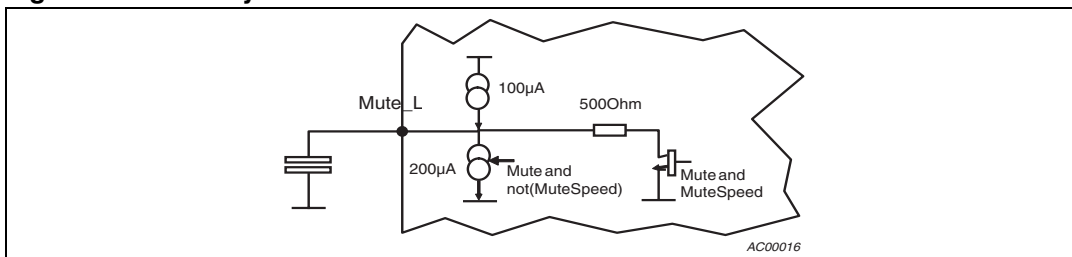 100µA
Mute_L
500Ohm
200µA
Mute and
not(MuteSpeed)
Mute and
MuteSpeed
AC00016